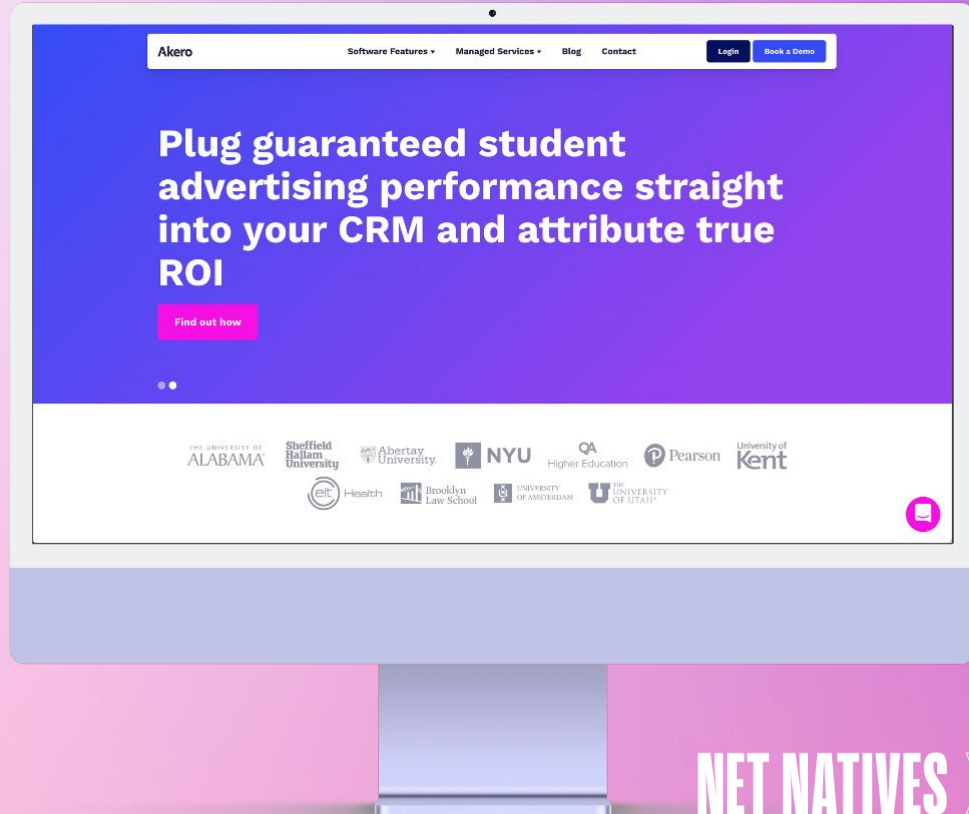 Akero
Software Features
Managed Services
Blog
Contact
Login
Book a Demo
Plug guaranteed student
advertising performance straight
into your CRM and attribute true
ROI
Find out how
THE UNIVERSITY OF
ALABAMA
Sheffield
Hallam
University
Abertay
University.
NYU
QA
Higher Education
P Pearson
University of
Kent
eit Health
Brooklyn
Law School
UNIVERSITY
OF AMSTERDAM
U THE
UNIVERSITY
OF UTAH
NET NATIVES